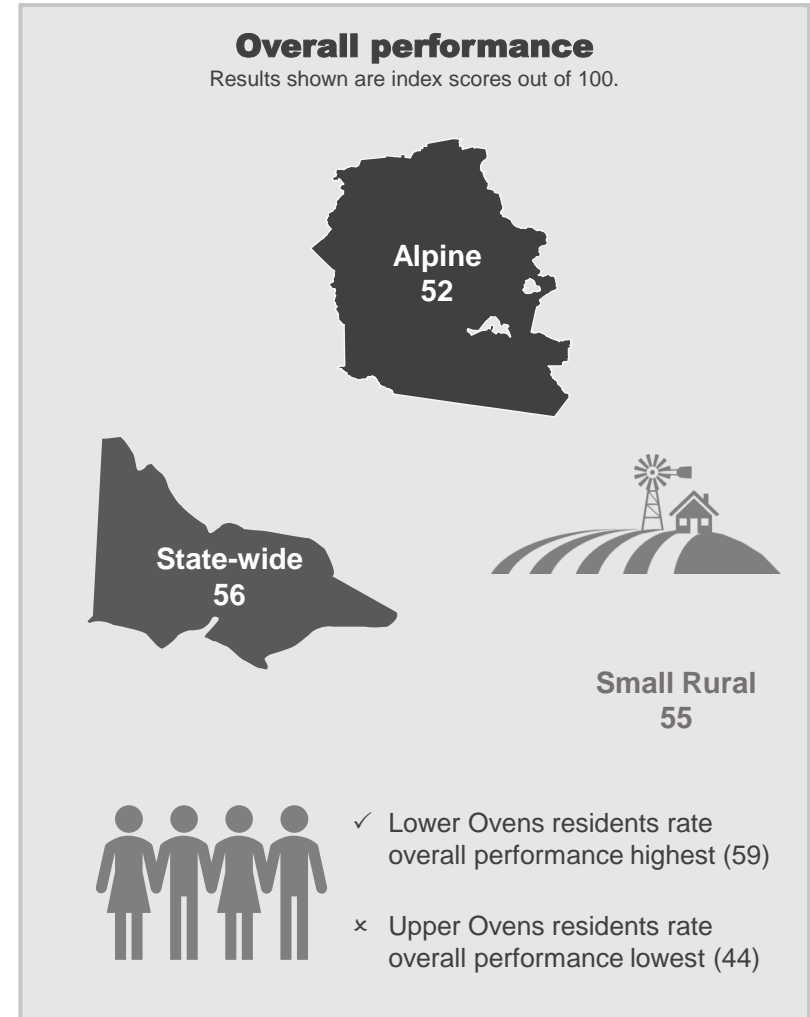 Overall performance
Results shown are index scores out of 100.
Alpine
52
State-wide
56
Small Rural
55
✓ Lower Ovens residents rate
overall performance highest (59)
× Upper Ovens residents rate
overall performance lowest (44)